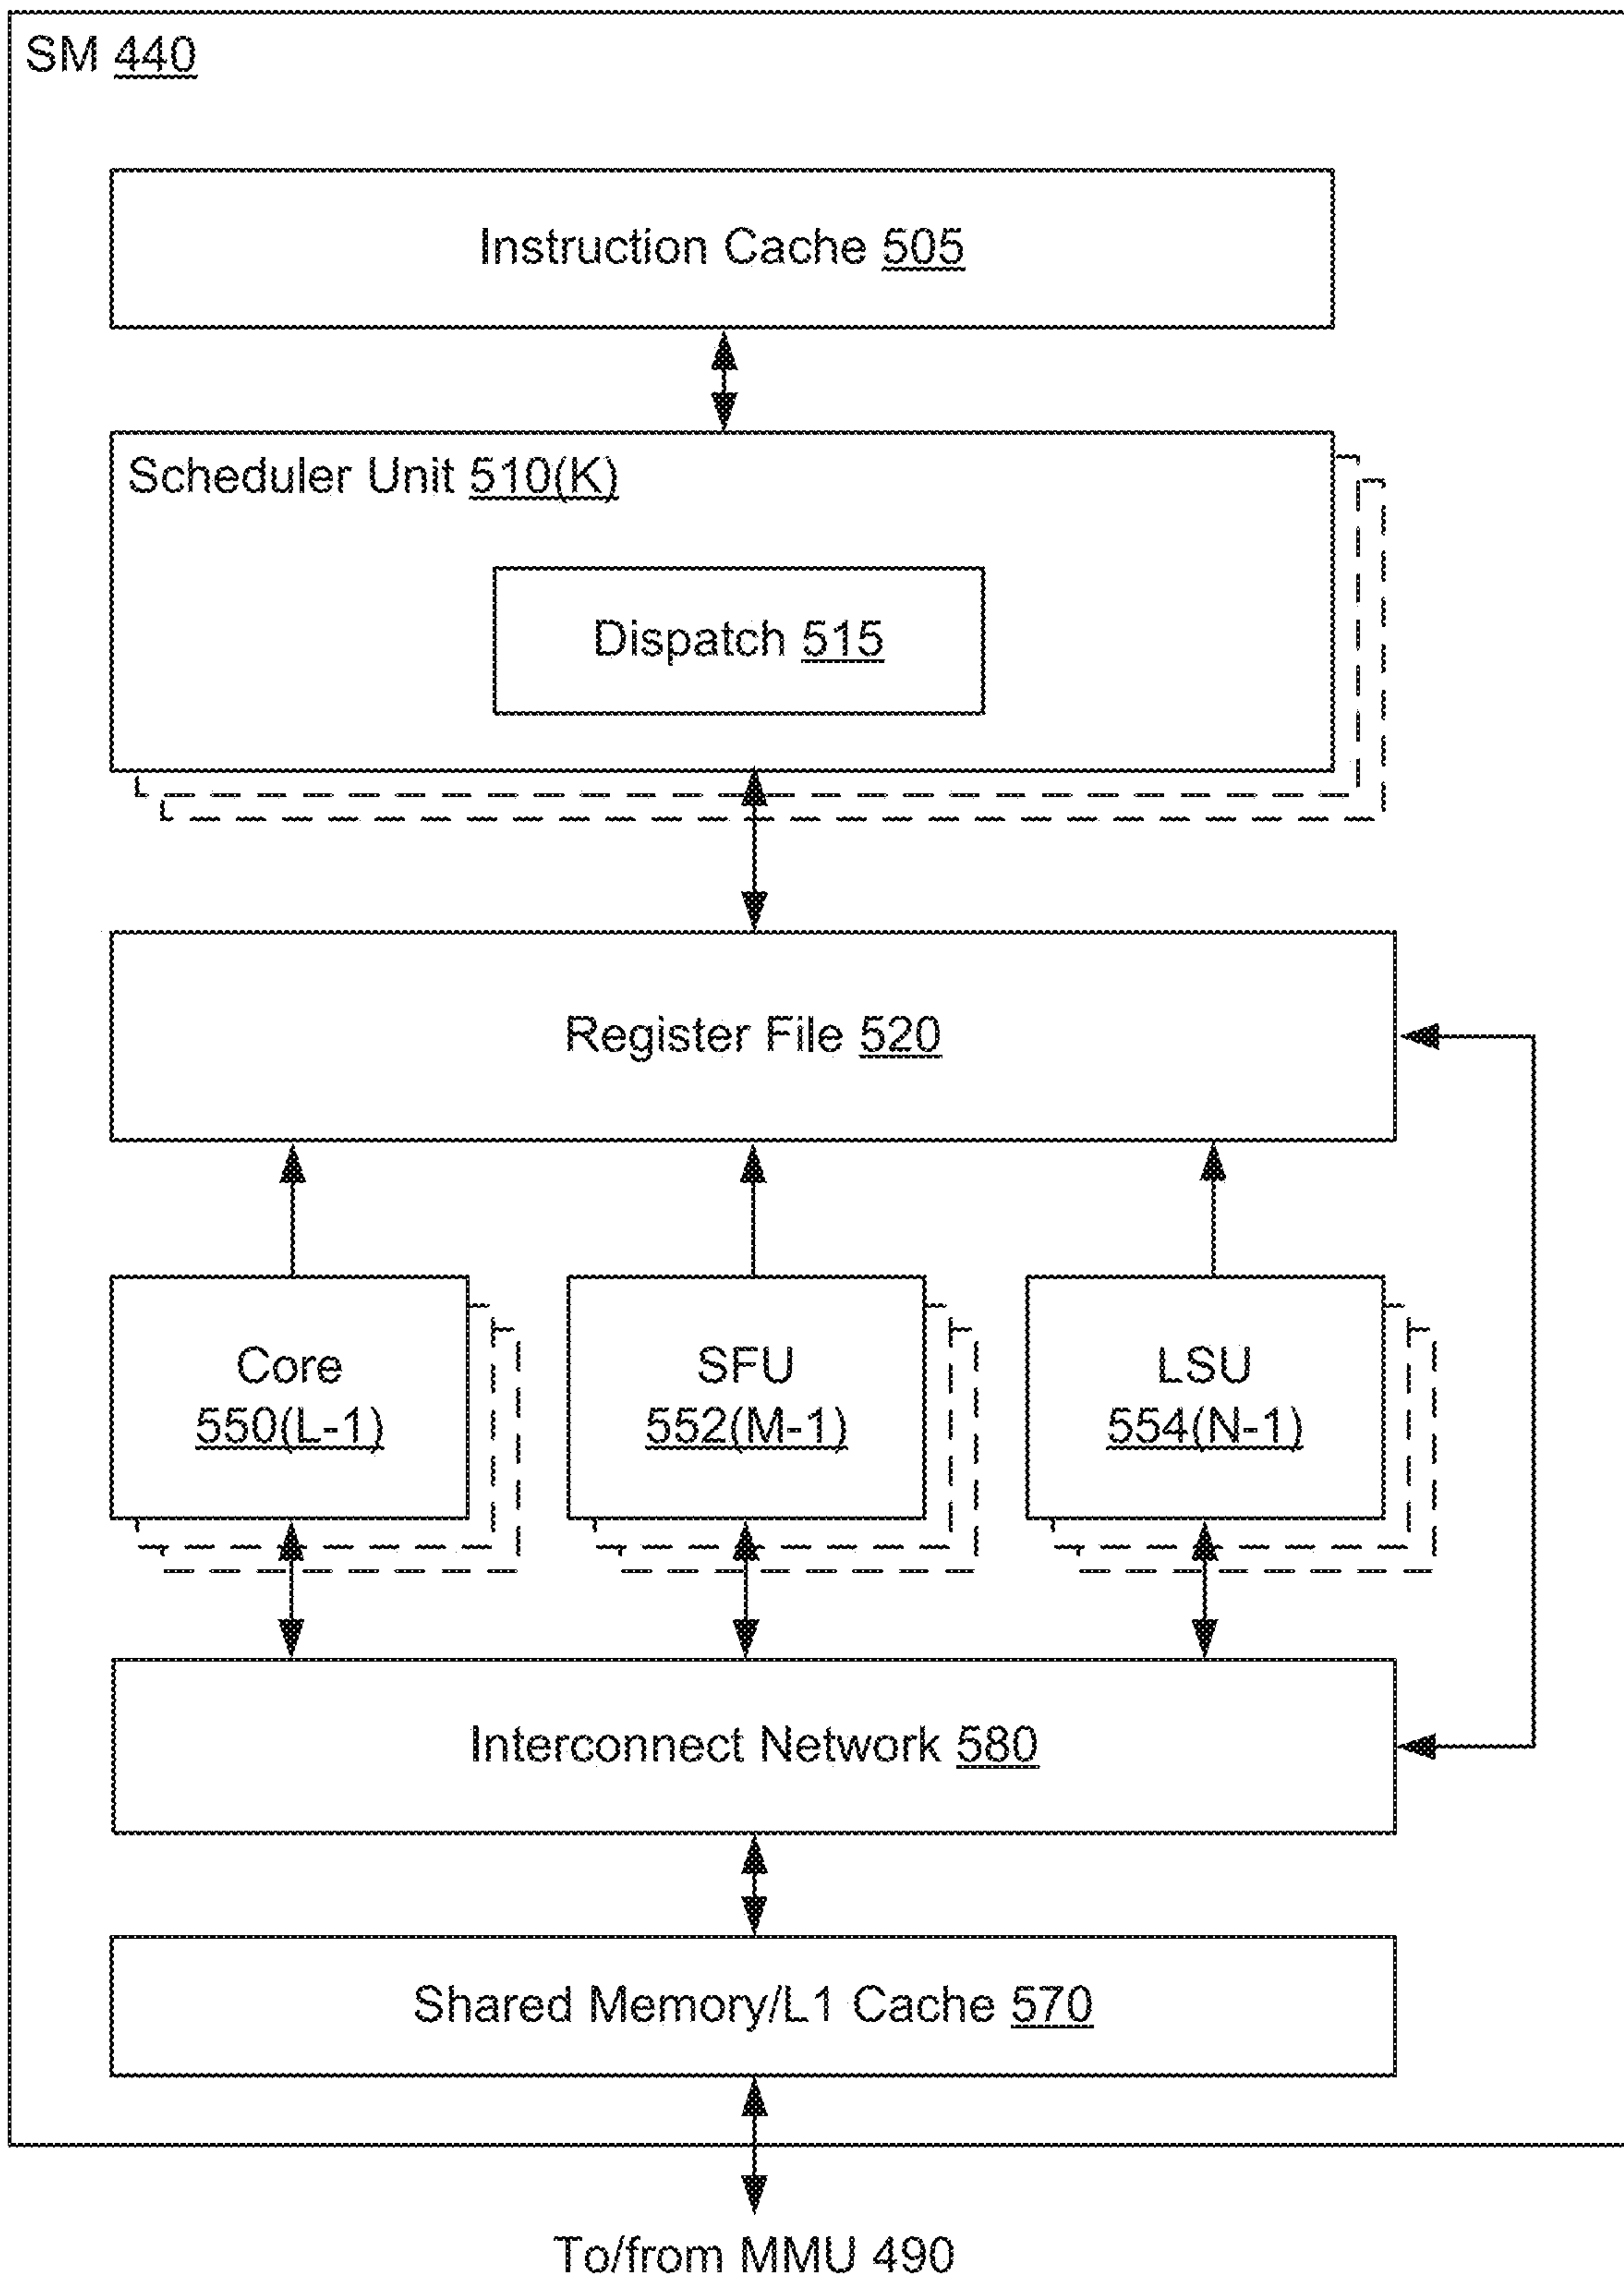 SM 440
Instruction Cache 505
Scheduler Unit 510(K)
Dispatch 515
Register File 520
Core
550(L-1)
SFU
552(M-1)
LSU
554(N-1)
Interconnect Network 580
Shared Memory/L1 Cache 570
To/from MMU 490